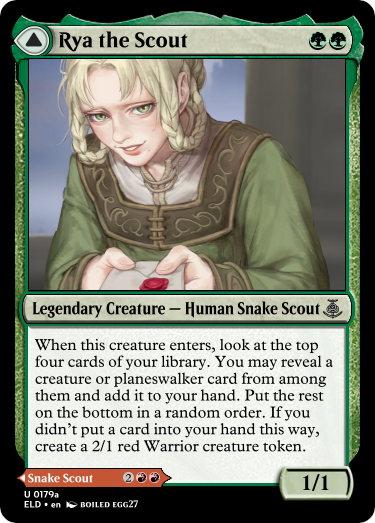 Rya the Scout
Legendary Creature — Human Snake Scout
When this creature enters, look at the top
four cards of your library. You may reveal a
creature or planeswalker card from among
them and add it to your hand. Put the rest
on the bottom in a random order. If you
didn't put a card into your hand this way,
create a 2/1 red Warrior creature token.
Snake Scout 2
1/1
U 0179a
ELD • en BOILED EGG27